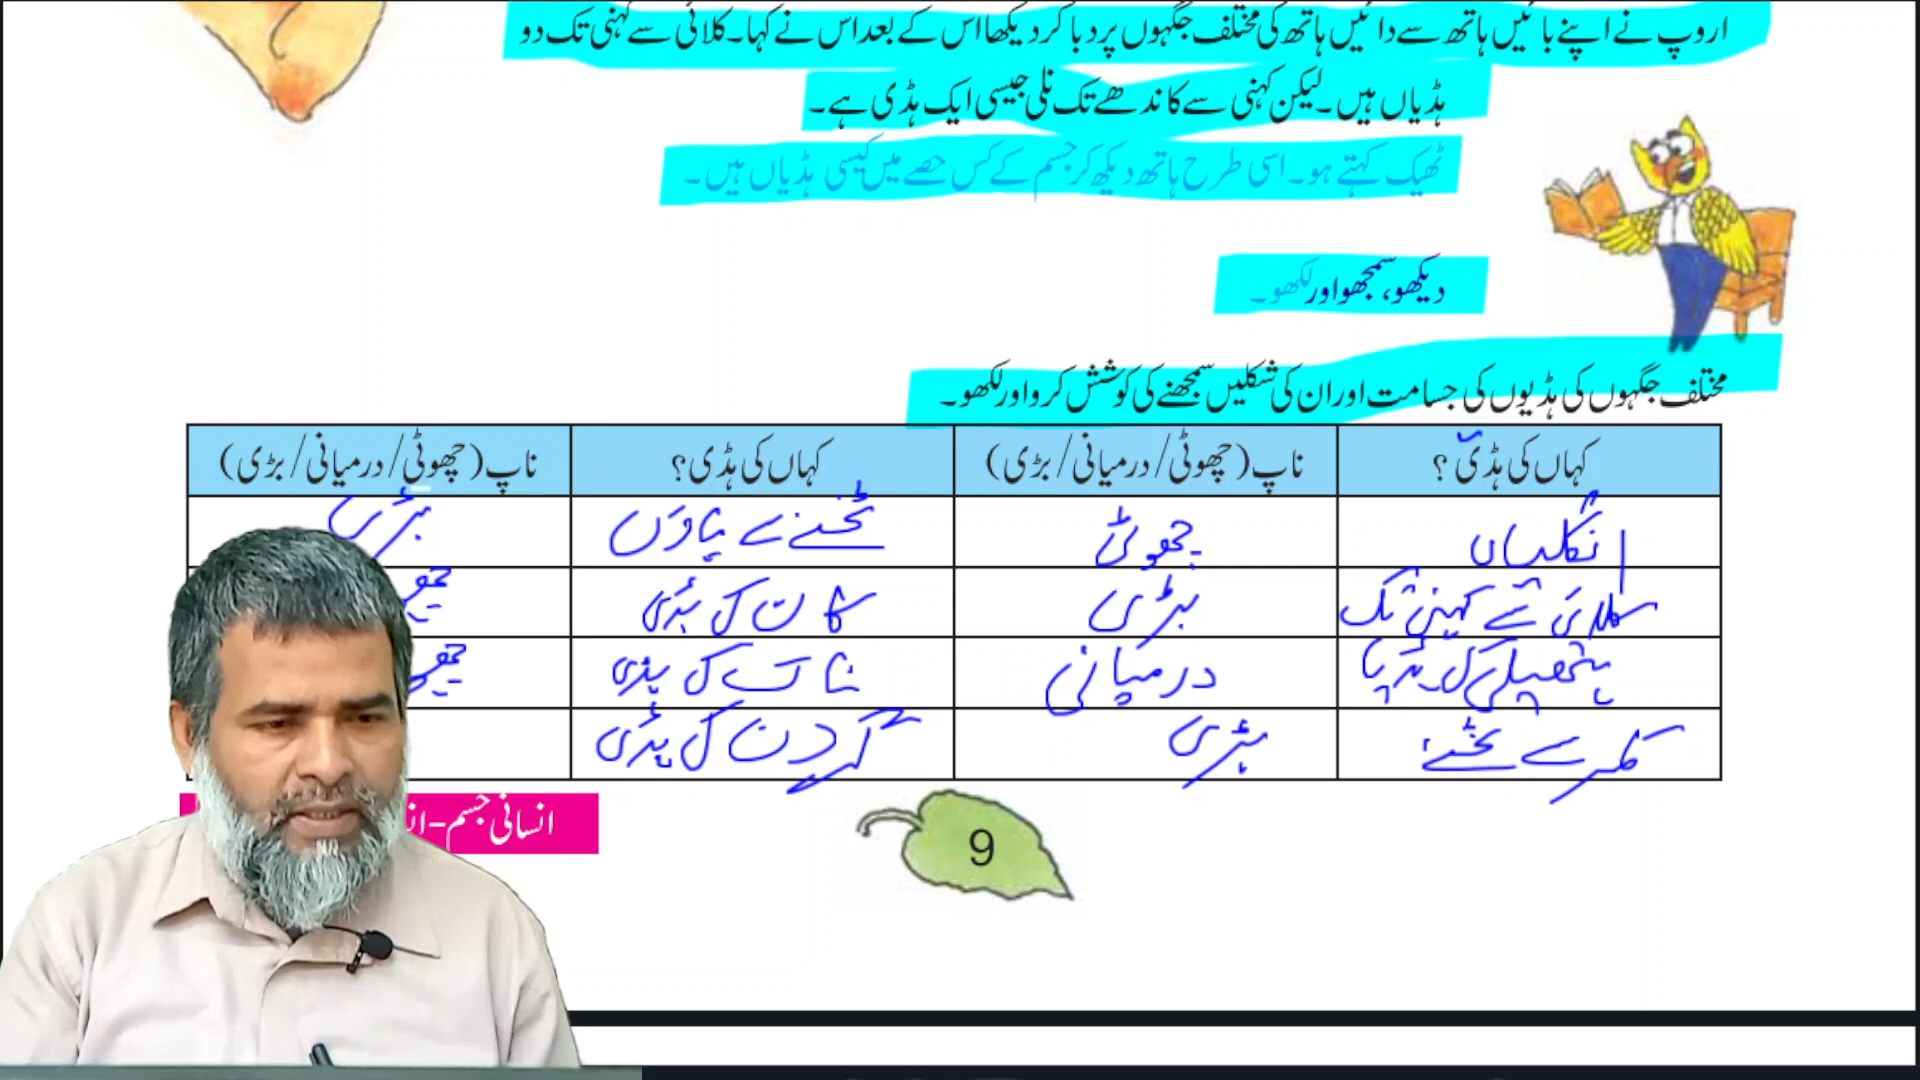 اروپ نے اپنے بائیں ہاتھ سے دائیں ہاتھ کی مختلف جگہوں پر دبا کر دیکھا اس کے بعد اس نے کہا۔ کلائی سے کہنی تک دو
ہڈیاں ہیں۔ لیکن کہنی سے کاندھے تک نلی جیسی ایک ہڈی ہے۔
ٹھیک کہتے ہو۔ اسی طرح ہاتھ دیکھ کر جسم کے کس حصے میں کیسی ہڈیاں ہیں۔
دیکھو، سمجھو اور لکھو۔
مختلف جگہوں کی ہڈیوں کی جسامت اور ان کی شکلیں سمجھنے کی کوشش کرو اور لکھو۔
کہاں کی ہڈی ؟ ناپ (چھوٹی/درمیانی/بڑی) کہاں کی ہڈی؟ ناپ (چھوٹی/درمیانی/بڑی)
انگلیاں چھوٹی ٹخنے سے پاؤں بڑی
کلائی سے کہنی تک بڑی کان کی ہڈی
ہتھیلی کی ہڈیا درمیانی ناک کی ہڈی
کمر سے ٹخنے بڑی گردن کی ہڈی
انسانی جسم -
9